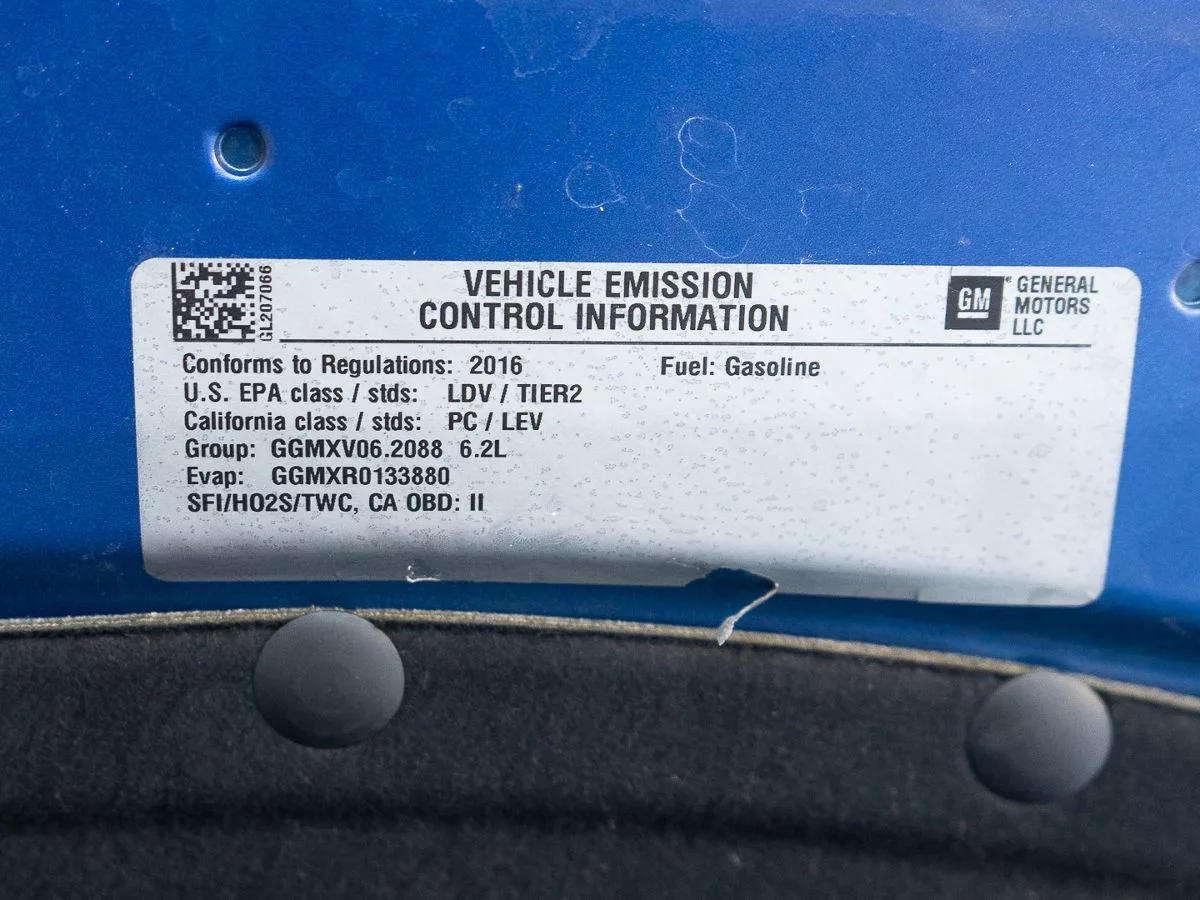 GL207066
VEHICLE EMISSION
CONTROL INFORMATION
GM
GENERAL
MOTORS
LLC
Conforms to Regulations: 2016 Fuel: Gasoline
U.S. EPA class / stds: LDV / TIER2
California class / stds: PC / LEV
Group: GGMXV06.2088 6.2L
Evap: GGMXR0133880
SFI/HO2S/TWC, CA OBD: II